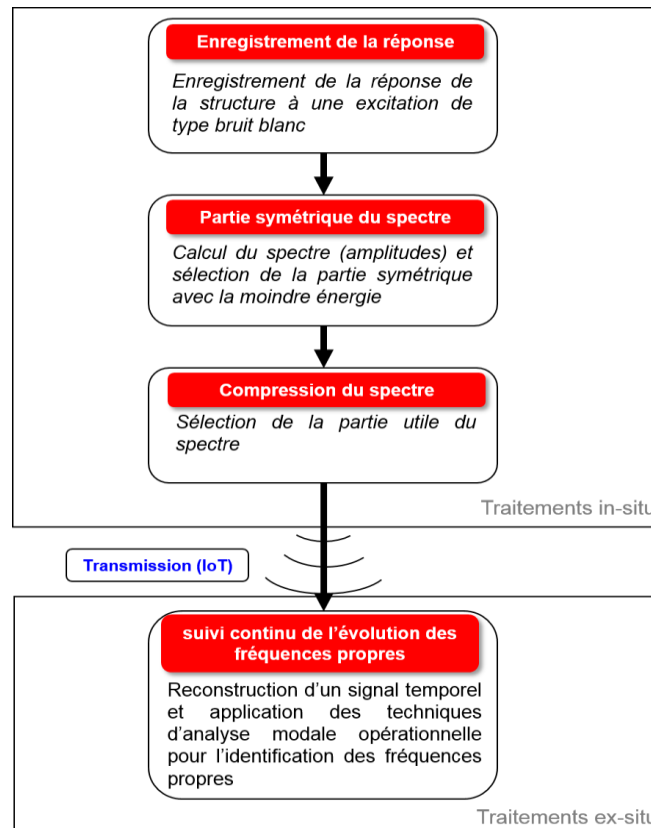 Enregistrement de la réponse
Enregistrement de la réponse de
la structure à une excitation de
type bruit blanc
Partie symétrique du spectre
Calcul du spectre (amplitudes) et
sélection de la partie symétrique
avec la moindre énergie
Compression du spectre
Sélection de la partie utile du
spectre
Traitements in-situ
Transmission (IoT)
suivi continu de l'évolution des
fréquences propres
Reconstruction d'un signal temporel
et application des techniques
d'analyse modale opérationnelle
pour l'identification des fréquences
propres
Traitements ex-situ